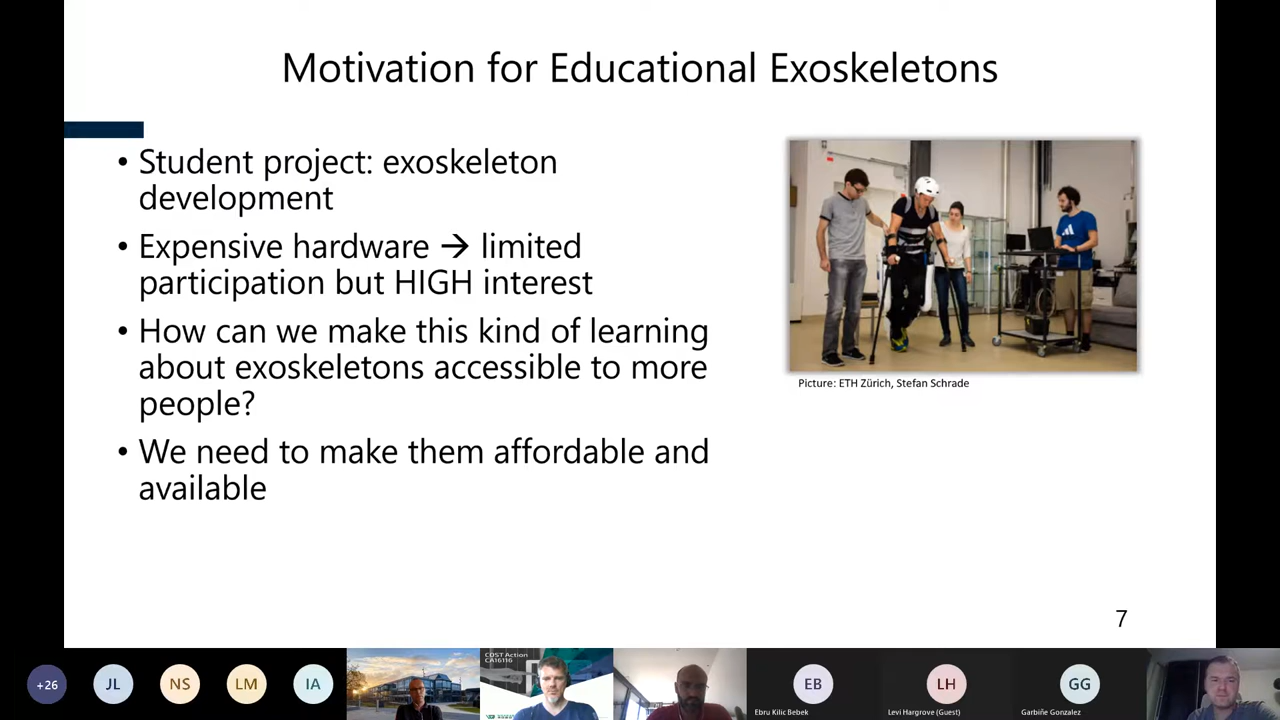 Motivation for Educational Exoskeletons
• Student project: exoskeleton
development
• Expensive hardware → limited
participation but HIGH interest
• How can we make this kind of learning
about exoskeletons accessible to more
people?
• We need to make them affordable and
available
Picture: ETH Zürich, Stefan Schrade
7
+26
JL
NS
LM
IA
COST Action
CA16116
EB
Ebru Kilic Bebek
LH
Levi Hargrove (Guest)
GG
Garbiñe Gonzalez